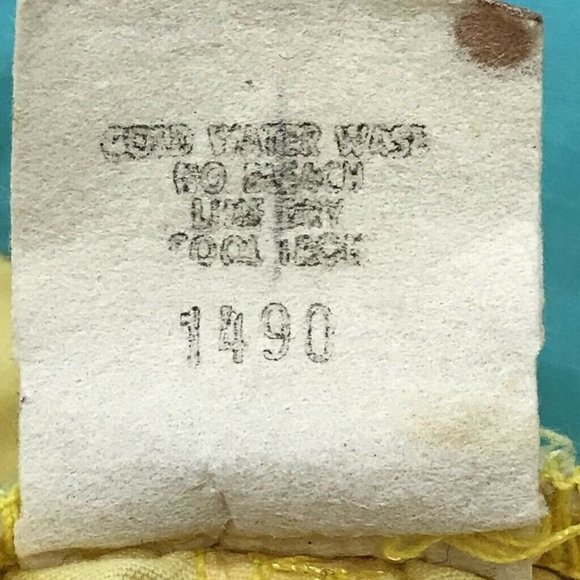 COLD WATER WASH
NO BLEACH
LINE DRY
COOL IRON
1490